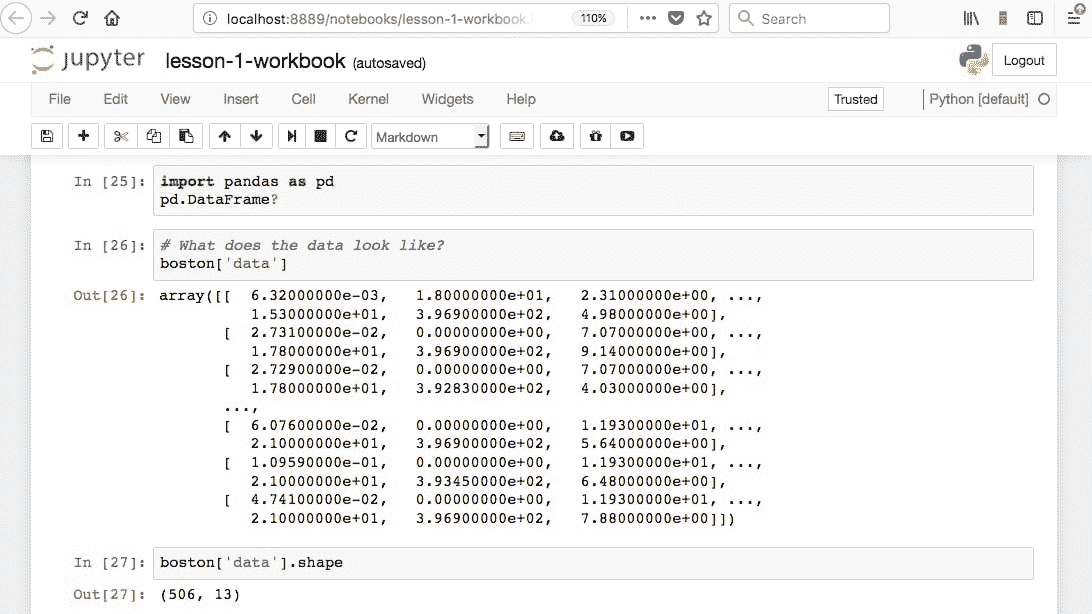 localhost:8889/notebooks/lesson-1-workbook.i
110%
Search
jupyter lesson-1-workbook (autosaved)
Logout
File Edit View Insert Cell Kernel Widgets Help Trusted Python [default]
Markdown
In [25]: import pandas as pd
pd.DataFrame?
In [26]: # What does the data look like?
boston['data']
Out[26]: array([[ 6.32000000e-03, 1.80000000e+01, 2.31000000e+00, ...,
1.53000000e+01, 3.96900000e+02, 4.98000000e+00],
[ 2.73100000e-02, 0.00000000e+00, 7.07000000e+00, ...,
1.78000000e+01, 3.96900000e+02, 9.14000000e+00],
[ 2.72900000e-02, 0.00000000e+00, 7.07000000e+00, ...,
1.78000000e+01, 3.92830000e+02, 4.03000000e+00],
...,
[ 6.07600000e-02, 0.00000000e+00, 1.19300000e+01, ...,
2.10000000e+01, 3.96900000e+02, 5.64000000e+00],
[ 1.09590000e-01, 0.00000000e+00, 1.19300000e+01, ...,
2.10000000e+01, 3.93450000e+02, 6.48000000e+00],
[ 4.74100000e-02, 0.00000000e+00, 1.19300000e+01, ...,
2.10000000e+01, 3.96900000e+02, 7.88000000e+00]])
In [27]: boston['data'].shape
Out[27]: (506, 13)